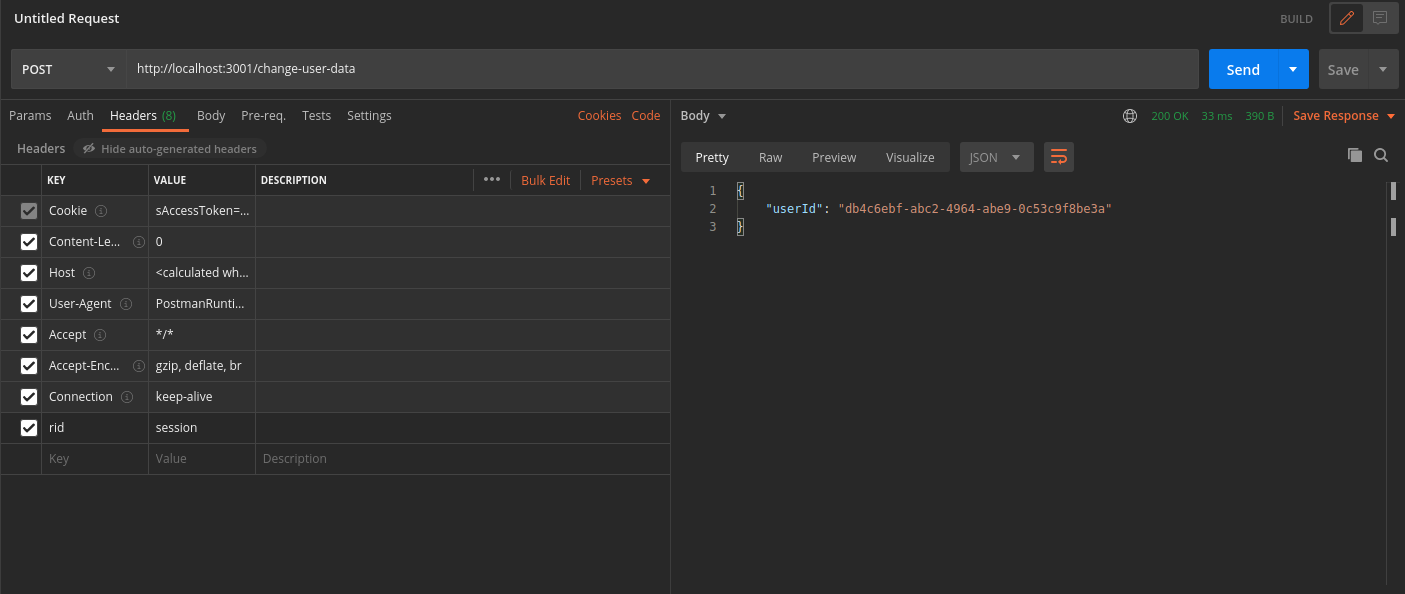 Untitled Request
BUILD
POST
http://localhost:3001/change-user-data
Send
Save
Params Auth Headers (8) Body Pre-req. Tests Settings Cookies Code
Headers Hide auto-generated headers
KEY VALUE DESCRIPTION ••• Bulk Edit Presets
Cookie sAccessToken=...
Content-Le... 0
Host <calculated wh...
User-Agent PostmanRunti...
Accept */*
Accept-Enc... gzip, deflate, br
Connection keep-alive
rid session
Key Value Description
Body 200 OK 33 ms 390 B Save Response
Pretty Raw Preview Visualize JSON
1 {
2 "userId": "db4c6ebf-abc2-4964-abe9-0c53c9f8be3a"
3 }